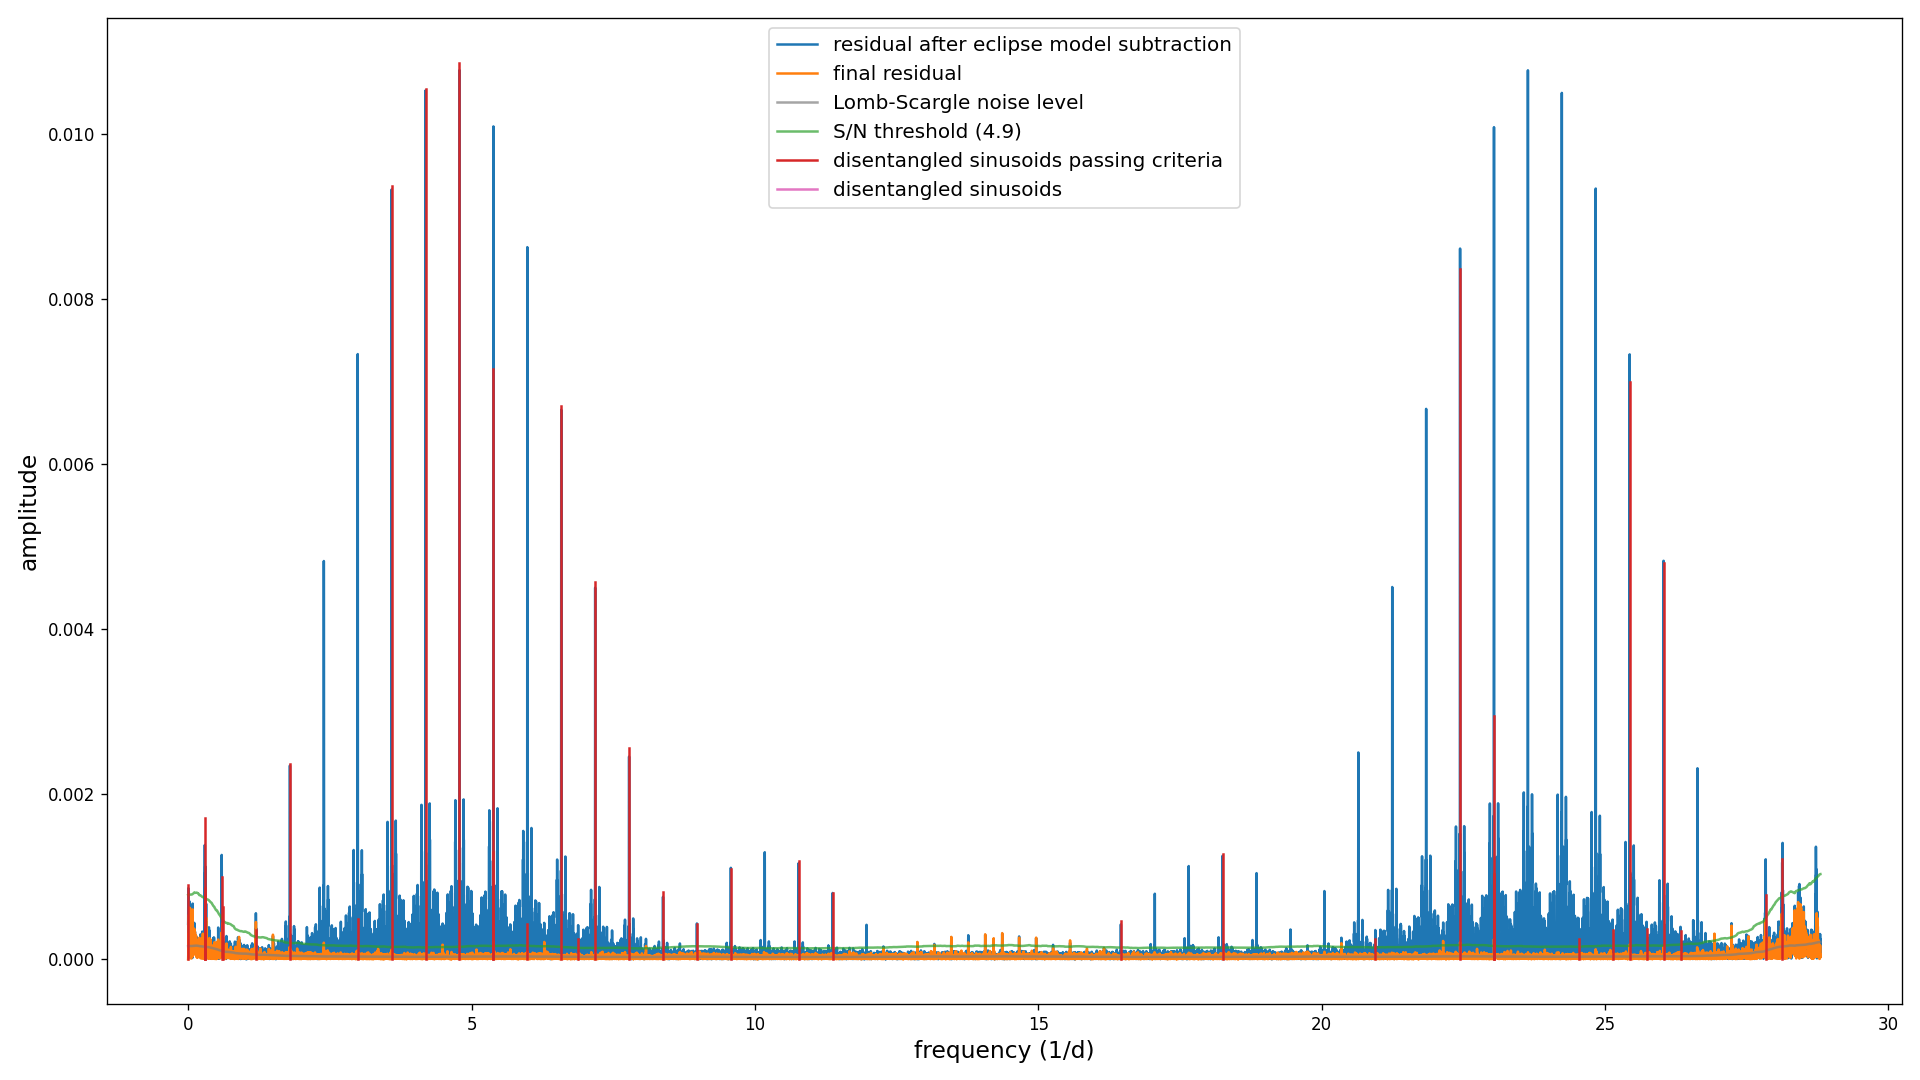 residual after eclipse model subtraction
final residual
Lomb-Scargle noise level
S/N threshold (4.9)
disentangled sinusoids passing criteria
disentangled sinusoids
amplitude
0.010
0.008
0.006
0.004
0.002
0.000
0 5 10 15 20 25 30
frequency (1/d)